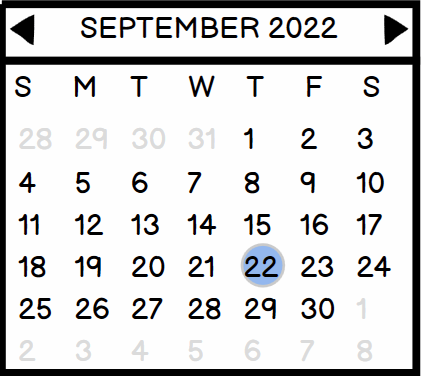 SEPTEMBER 2022
S M T W T F S
28 29 30 31 1 2 3
4 5 6 7 8 9 10
11 12 13 14 15 16 17
18 19 20 21 22 23 24
25 26 27 28 29 30 1
2 3 4 5 6 7 8